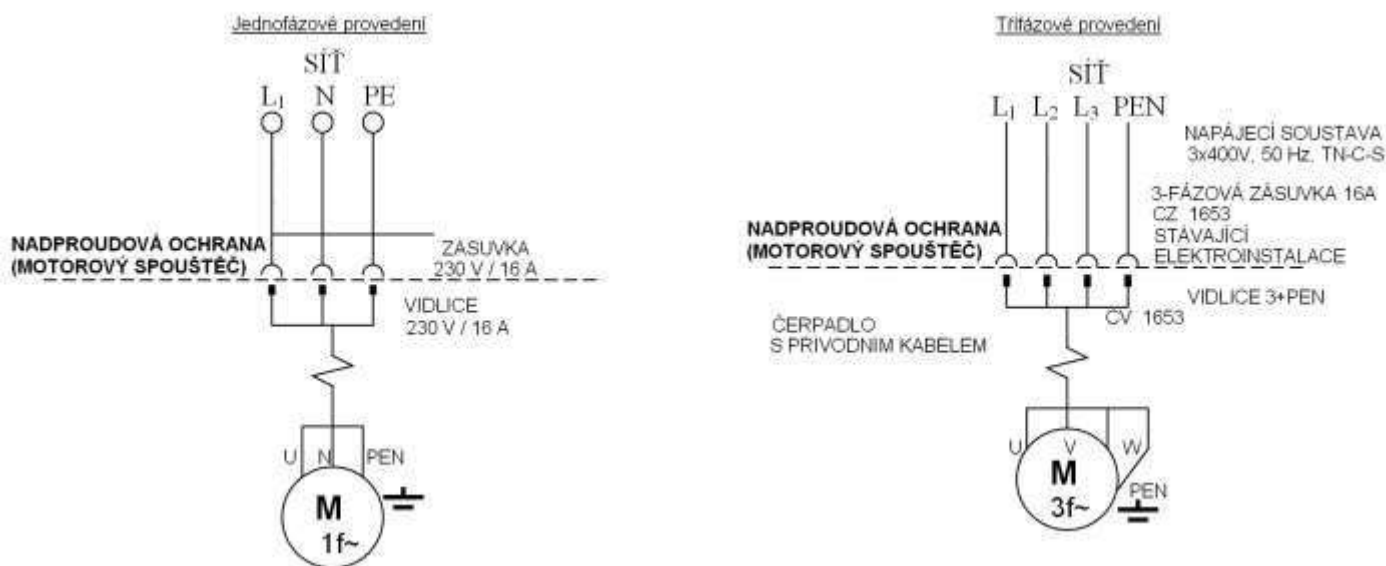 Jednofázové provedení
SÍŤ
L1 N PE
NADPROUDOVÁ OCHRANA
(MOTOROVÝ SPOUŠTĚČ)
ZÁSUVKA
230 V / 16 A
VIDLICE
230 V / 16 A
U N PEN
M
1f~
Třífázové provedení
SÍŤ
L1 L2 L3 PEN
NAPÁJECÍ SOUSTAVA
3x400V, 50 Hz, TN-C-S
3-FÁZOVÁ ZÁSUVKA 16A
CZ 1653
STÁVAJÍCÍ
ELEKTROINSTALACE
NADPROUDOVÁ OCHRANA
(MOTOROVÝ SPOUŠTĚČ)
VIDLICE 3+PEN
CV 1653
ČERPADLO
S PRIVODNIM KABELEM
U V W
M
3f~
PEN